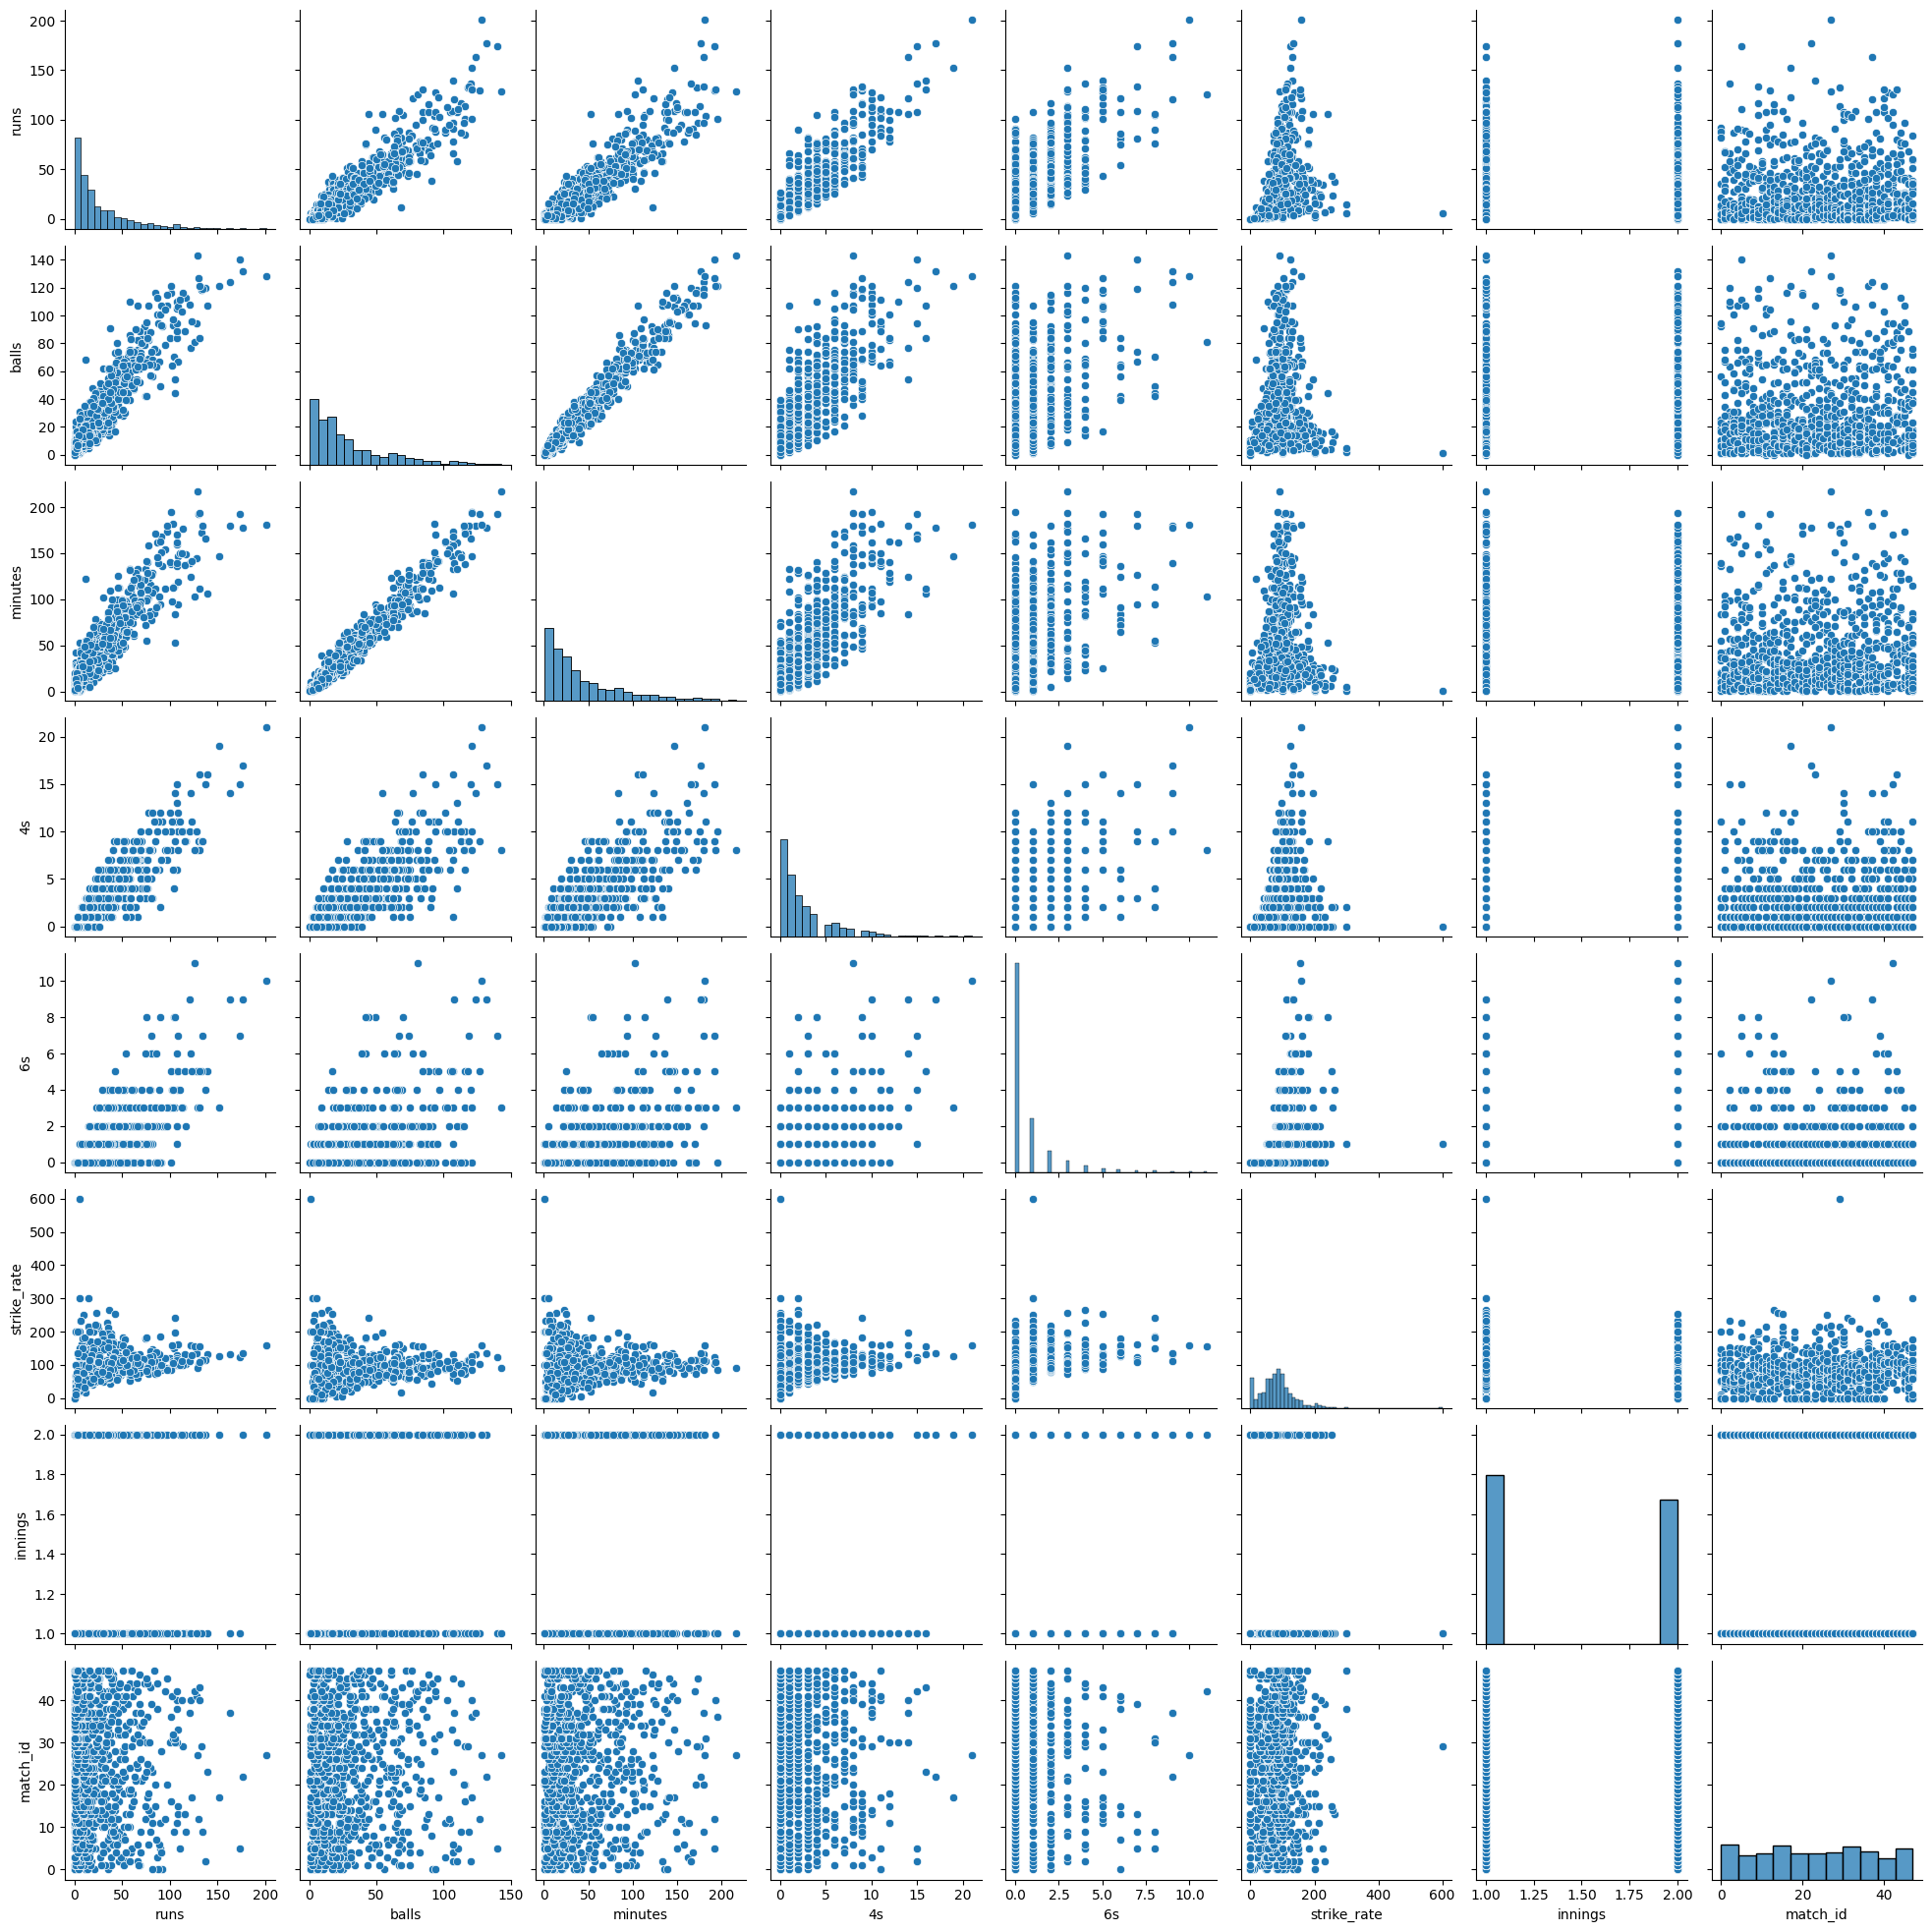 200
150
100
50
0
runs
140
120
100
80
60
40
20
0
balls
200
150
100
50
0
minutes
20
15
10
5
0
4s
10
8
6
4
2
0
6s
600
500
400
300
200
100
0
strike_rate
2.0
1.8
1.6
1.4
1.2
1.0
innings
40
30
20
10
0
match_id
0 50 100 150 200
0 50 100 150
0 50 100 150 200
0 5 10 15 20
0.0 2.5 5.0 7.5 10.0
0 200 400 600
1.00 1.25 1.50 1.75 2.00
0 20 40
runs balls minutes 4s 6s strike_rate innings match_id